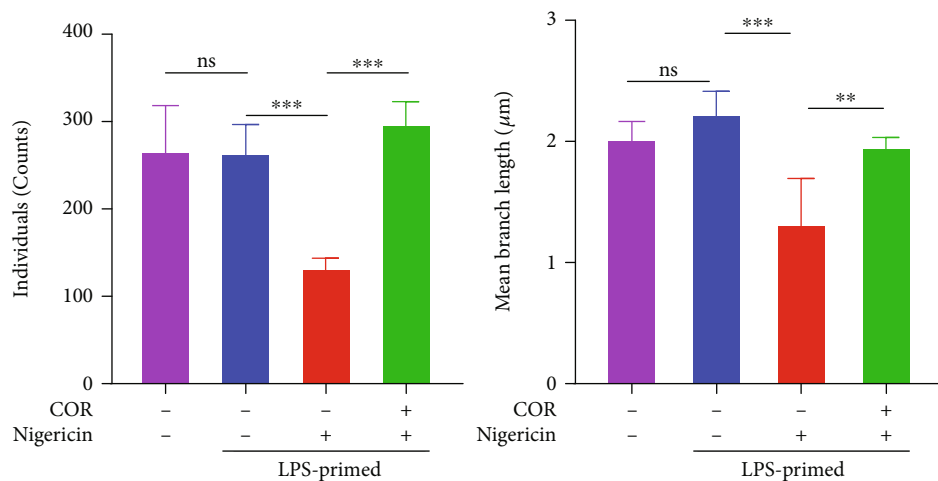 400
300
200
100
0
Individuals (Counts)
ns
***
***
COR – – – +
Nigericin – – + +
LPS-primed
3
2
1
0
Mean branch length (μm)
ns
***
**
COR – – – +
Nigericin – – + +
LPS-primed